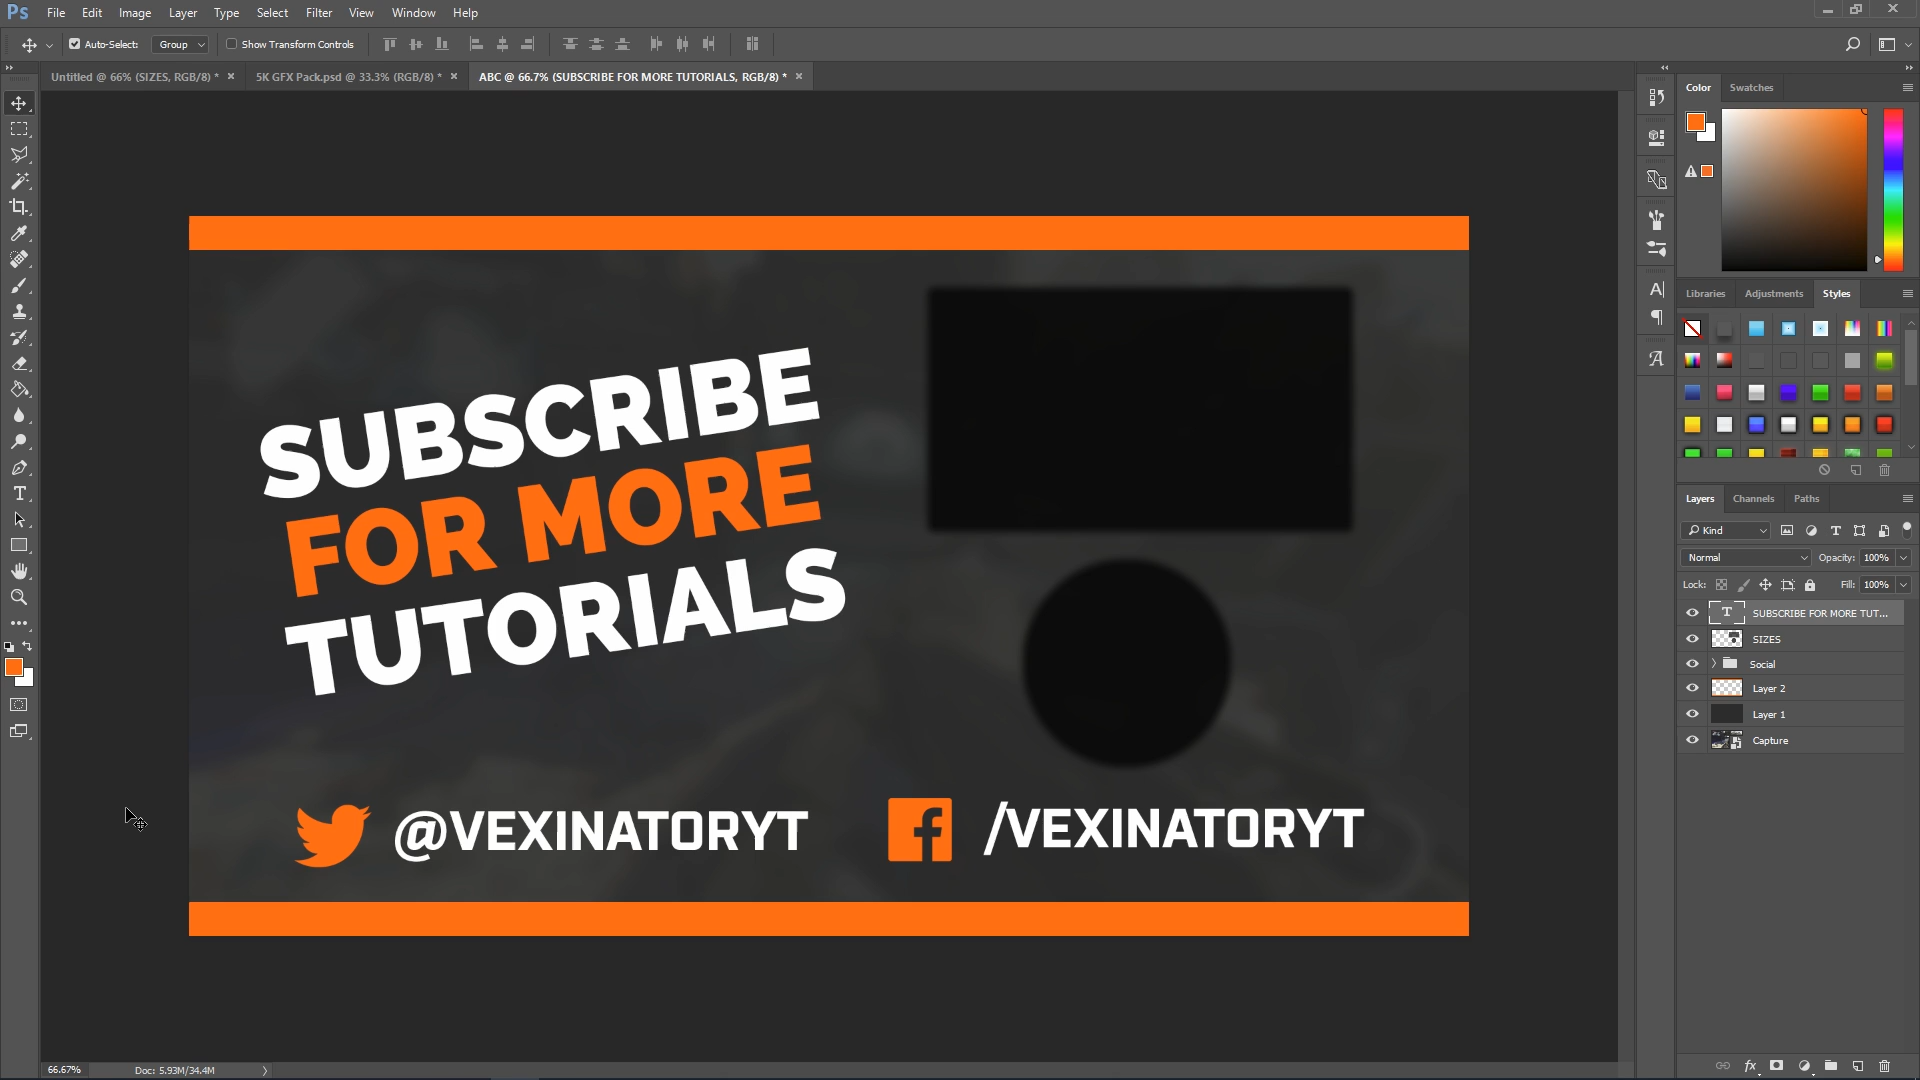 Ps File Edit Image Layer Type Select Filter View Window Help
Auto-Select: Group Show Transform Controls
Untitled @ 66% (SIZES, RGB/8) * 5K GFX Pack.psd @ 33.3% (RGB/8) * ABC @ 66.7% (SUBSCRIBE FOR MORE TUTORIALS, RGB/8) *
Color Swatches
Libraries Adjustments Styles
SUBSCRIBE
FOR MORE
TUTORIALS
@VEXINATORYT
/VEXINATORYT
Layers Channels Paths
Kind
Normal Opacity: 100%
Lock: Fill: 100%
SUBSCRIBE FOR MORE TUT...
SIZES
Social
Layer 2
Layer 1
Capture
66.67% Doc: 5.93M/34.4M